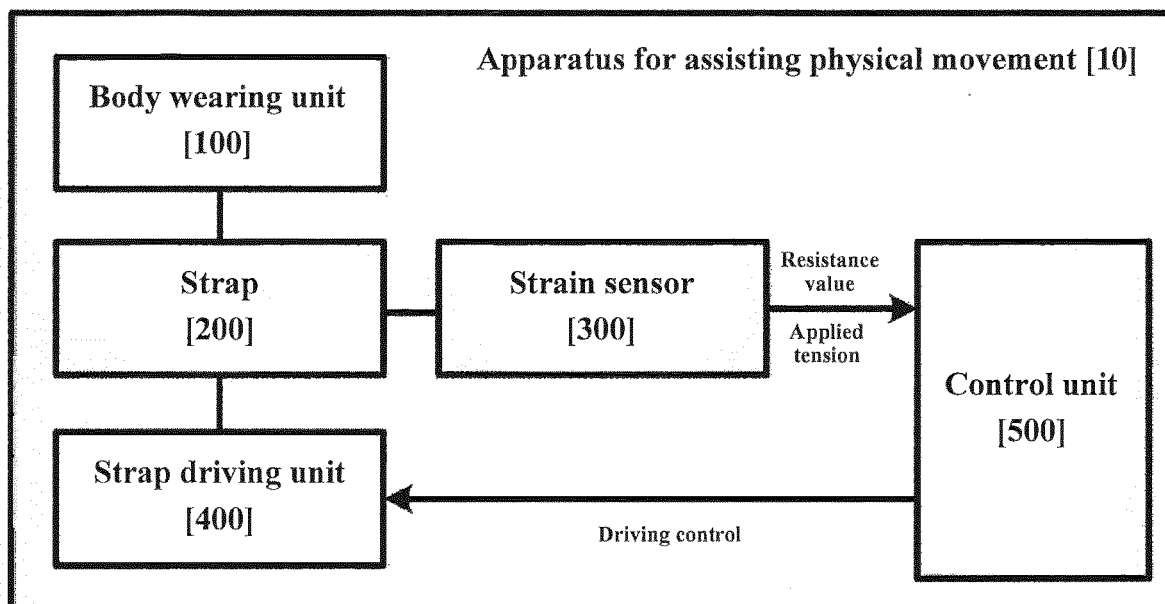 Apparatus for assisting physical movement [10]
Body wearing unit
[100]
Strap
[200]
Strain sensor
[300]
Resistance
value
Applied
tension
Control unit
[500]
Strap driving unit
[400]
Driving control